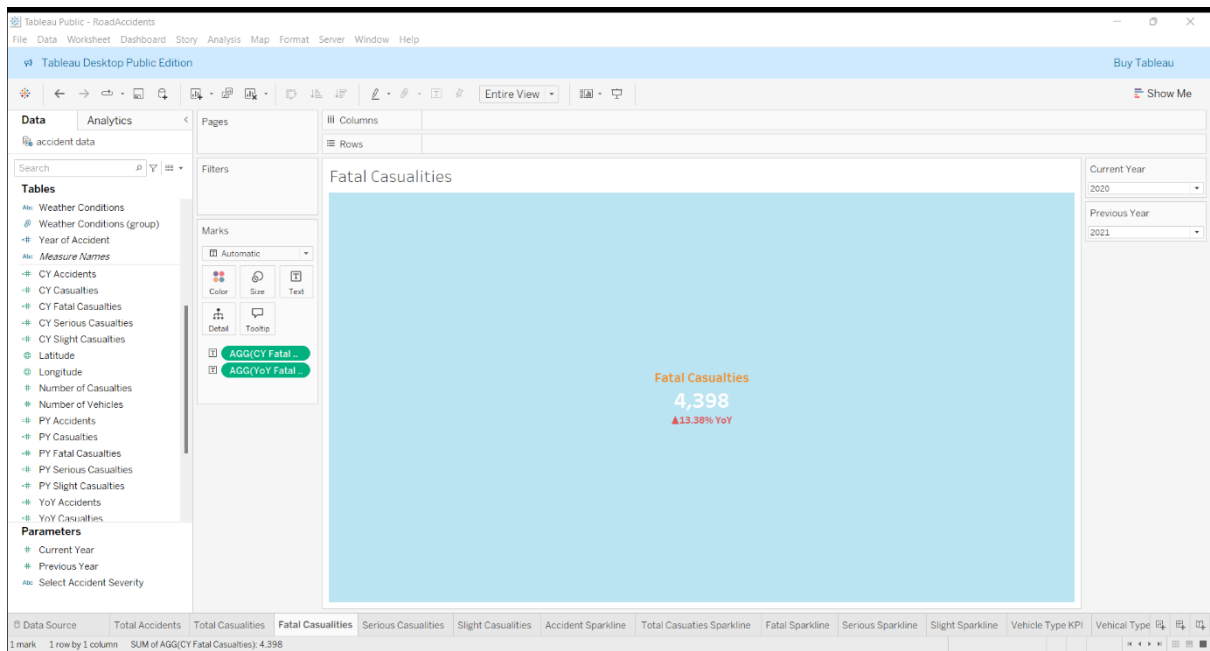 Tableau Public - RoadAccidents
File Data Worksheet Dashboard Story Analysis Map Format Server Window Help
Tableau Desktop Public Edition
Buy Tableau
Entire View
Show Me
Data Analytics
accident data
Search
Tables
Abc Weather Conditions
Weather Conditions (group)
=# Year of Accident
Abc Measure Names
=# CY Accidents
=# CY Casualties
=# CY Fatal Casualties
=# CY Serious Casualties
=# CY Slight Casualties
Latitude
Longitude
# Number of Casualties
# Number of Vehicles
=# PY Accidents
=# PY Casualties
=# PY Fatal Casualties
=# PY Serious Casualties
=# PY Slight Casualties
=# YoY Accidents
=# YoY Casualties
Parameters
# Current Year
# Previous Year
Abc Select Accident Severity
Pages
Filters
Marks
Automatic
Color Size Text
Detail Tooltip
AGG(CY Fatal ..
AGG(YoY Fatal ..
Columns
Rows
Fatal Casualities
Fatal Casualties
4,398
▲13.38% YoY
Current Year
2020
Previous Year
2021
Data Source Total Accidents Total Casualities Fatal Casualities Serious Casualities Slight Casualities Accident Sparkline Total Casuaties Sparkline Fatal Sparkline Serious Sparkline Slight Sparkline Vehicle Type KPI Vehical Type
1 mark 1 row by 1 column SUM of AGG(CY Fatal Casualties): 4,398